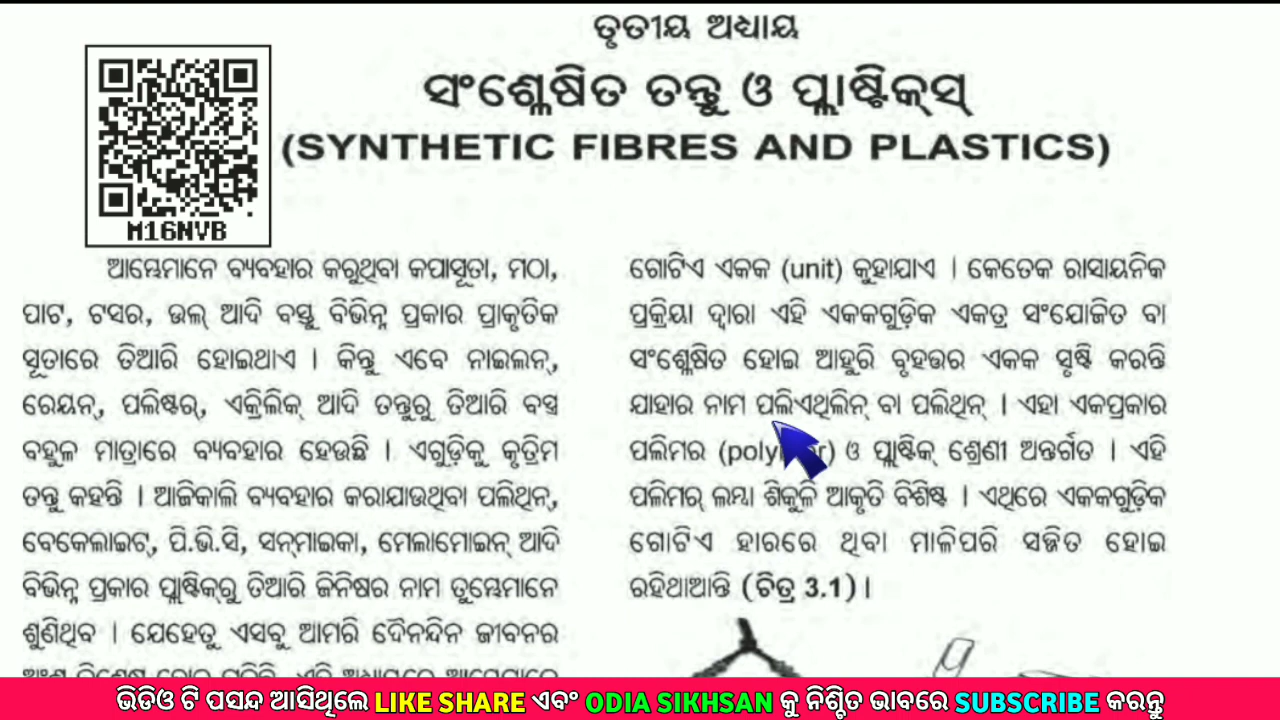 ତୃତୀୟ ଅଧ୍ୟାୟ
ସଂଶ୍ଳେଷିତ ତନ୍ତୁ ଓ ପ୍ଲାଷ୍ଟିକ୍‌ସ୍
(SYNTHETIC FIBRES AND PLASTICS)
M16NVB
ଆମ୍ଭେମାନେ ବ୍ୟବହାର କରୁଥିବା କପାସୂତା, ମଠା,
ପାଟ, ଟସର, ଉଲ୍ ଆଦି ବସ୍ତୁ ବିଭିନ୍ନ ପ୍ରକାର ପ୍ରାକୃତିକ
ସୂତାରେ ତିଆରି ହୋଇଥାଏ । କିନ୍ତୁ ଏବେ ନାଇଲନ୍,
ରେୟନ୍, ପଲିଷ୍ଟର୍, ଏକ୍ରିଲିକ୍ ଆଦି ତନ୍ତୁରୁ ତିଆରି ବସ୍ତ୍ର
ବହୁଳ ମାତ୍ରାରେ ବ୍ୟବହାର ହେଉଛି । ଏଗୁଡ଼ିକୁ କୃତ୍ରିମ
ତନ୍ତୁ କହନ୍ତି । ଆଜିକାଲି ବ୍ୟବହାର କରାଯାଉଥିବା ପଲିଥିନ୍,
ବେକେଲାଇଟ୍, ପି.ଭି.ସି, ସନ୍‌ମାଇକା, ମେଲାମୋଇନ୍ ଆଦି
ବିଭିନ୍ନ ପ୍ରକାର ପ୍ଲାଷ୍ଟିକ୍‌ରୁ ତିଆରି ଜିନିଷର ନାମ ତୁମ୍ଭେମାନେ
ଶୁଣିଥିବ । ଯେହେତୁ ଏସବୁ ଆମରି ଦୈନନ୍ଦିନ ଜୀବନର
ଗୋଟିଏ ଏକକ (unit) କୁହାଯାଏ । କେତେକ ରାସାୟନିକ
ପ୍ରକ୍ରିୟା ଦ୍ୱାରା ଏହି ଏକକଗୁଡ଼ିକ ଏକତ୍ର ସଂଯୋଜିତ ବା
ସଂଶ୍ଳେଷିତ ହୋଇ ଆହୁରି ବୃହତ୍ତର ଏକକ ସୃଷ୍ଟି କରନ୍ତି
ଯାହାର ନାମ ପଲିଏଥିଲିନ୍ ବା ପଲିଥିନ୍ । ଏହା ଏକପ୍ରକାର
ପଲିମର ଓ ପ୍ଲାଷ୍ଟିକ୍ ଶ୍ରେଣୀ ଅନ୍ତର୍ଗତ । ଏହି
ପଲିମର୍ ଲମ୍ବା ଶିକୁଳି ଆକୃତି ବିଶିଷ୍ଟ । ଏଥିରେ ଏକକଗୁଡ଼ିକ
ଗୋଟିଏ ହାରରେ ଥିବା ମାଳିପରି ସଜ୍ଜିତ ହୋଇ
ରହିଥାଆନ୍ତି (ଚିତ୍ର 3.1) ।
ଭିଡିଓ ଟି ପସନ୍ଦ ଆସିଥିଲେ LIKE SHARE ଏବଂ ODIA SIKHSAN କୁ ନିଶ୍ଚିତ ଭାବରେ SUBSCRIBE କରନ୍ତୁ